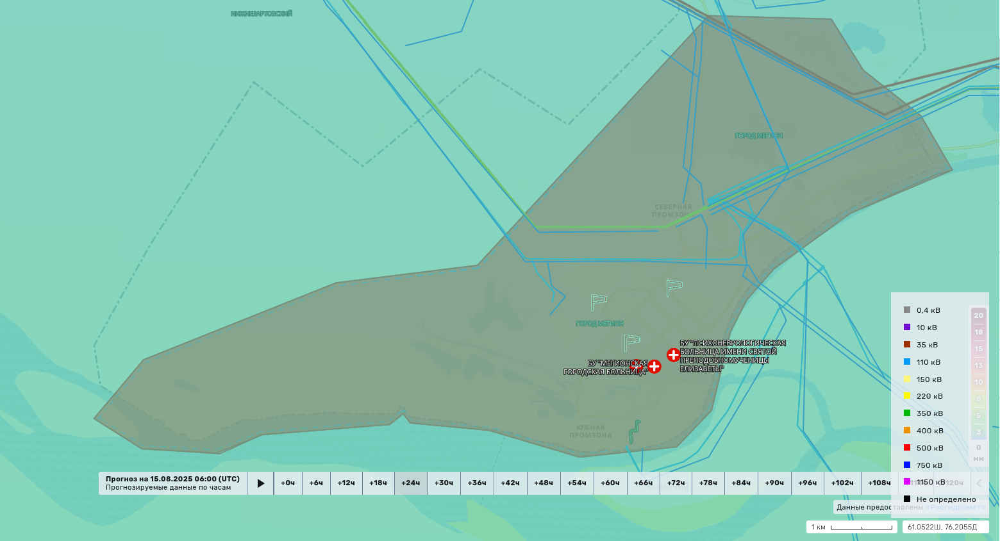 НИЖНЕВАРТОВСКИЙ
ГОРОД МЕГИОН
СЕВЕРНАЯ
ПРОМЗОНА
ГОРОД МЕГИОН
БУ "ПСИХОНЕВРОЛОГИЧЕСКАЯ
БОЛЬНИЦА ИМЕНИ СВЯТОЙ
ПРЕПОДОБНОМУЧЕНИЦЫ
ЕЛИЗАВЕТЫ"
БУ "МЕГИОНСКАЯ
ГОРОДСКАЯ БОЛЬНИЦА"
ЮЖНАЯ
ПРОМЗОНА
0,4 кВ
10 кВ
35 кВ
110 кВ
150 кВ
220 кВ
350 кВ
400 кВ
500 кВ
750 кВ
1150 кВ
Не определено
20
18
15
13
10
8
5
3
0
мм
Прогноз на 15.08.2025 06:00 (UTC)
Прогнозируемые данные по часам
+0ч +6ч +12ч +18ч +24ч +30ч +36ч +42ч +48ч +54ч +60ч +66ч +72ч +78ч +84ч +90ч +96ч +102ч +108ч
Данные предоставлены «Росгидромет»
1 км
61.0522Ш, 76.2055Д